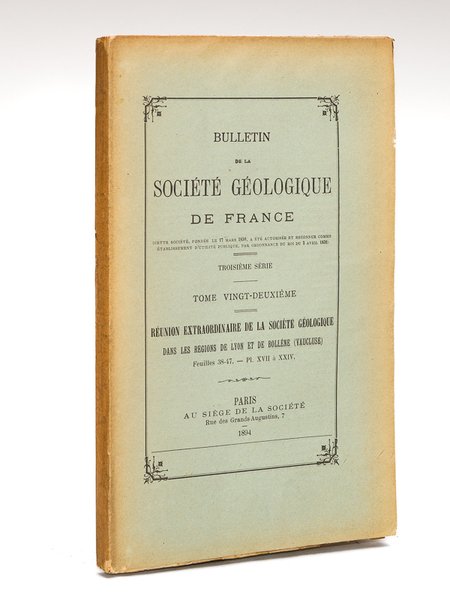 BULLETIN
DE LA
SOCIÉTÉ GÉOLOGIQUE
DE FRANCE
(CETTE SOCIÉTÉ, FONDÉE LE 17 MARS 1830, A ÉTÉ AUTORISÉE ET RECONNUE COMME
ÉTABLISSEMENT D'UTILITÉ PUBLIQUE, PAR ORDONNANCE DU ROI DU 3 AVRIL 1832)
TROISIÈME SÉRIE
TOME VINGT-DEUXIÈME
RÉUNION EXTRAORDINAIRE DE LA SOCIÉTÉ GÉOLOGIQUE
DANS LES RÉGIONS DE LYON ET DE BOLLÈNE (VAUCLUSE)
Feuilles 38-47. — Pl. XVII à XXIV.
PARIS
AU SIÈGE DE LA SOCIÉTÉ
Rue des Grands Augustins, 7
—
1894